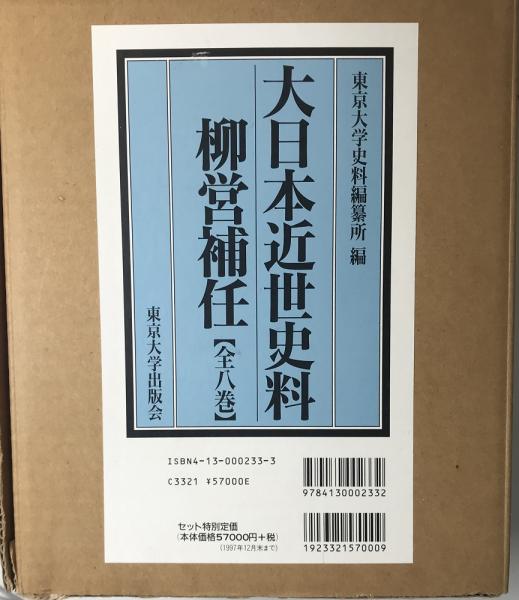 東京大学史料編纂所 編
大日本近世史料
柳営補任
【全八巻】
東京大学出版会
ISBN4-13-000233-3
C3321 ¥57000E
9784130002332
1923321570009
セット特別定価
(本体価格57000円+税)
(1997年12月末まで)